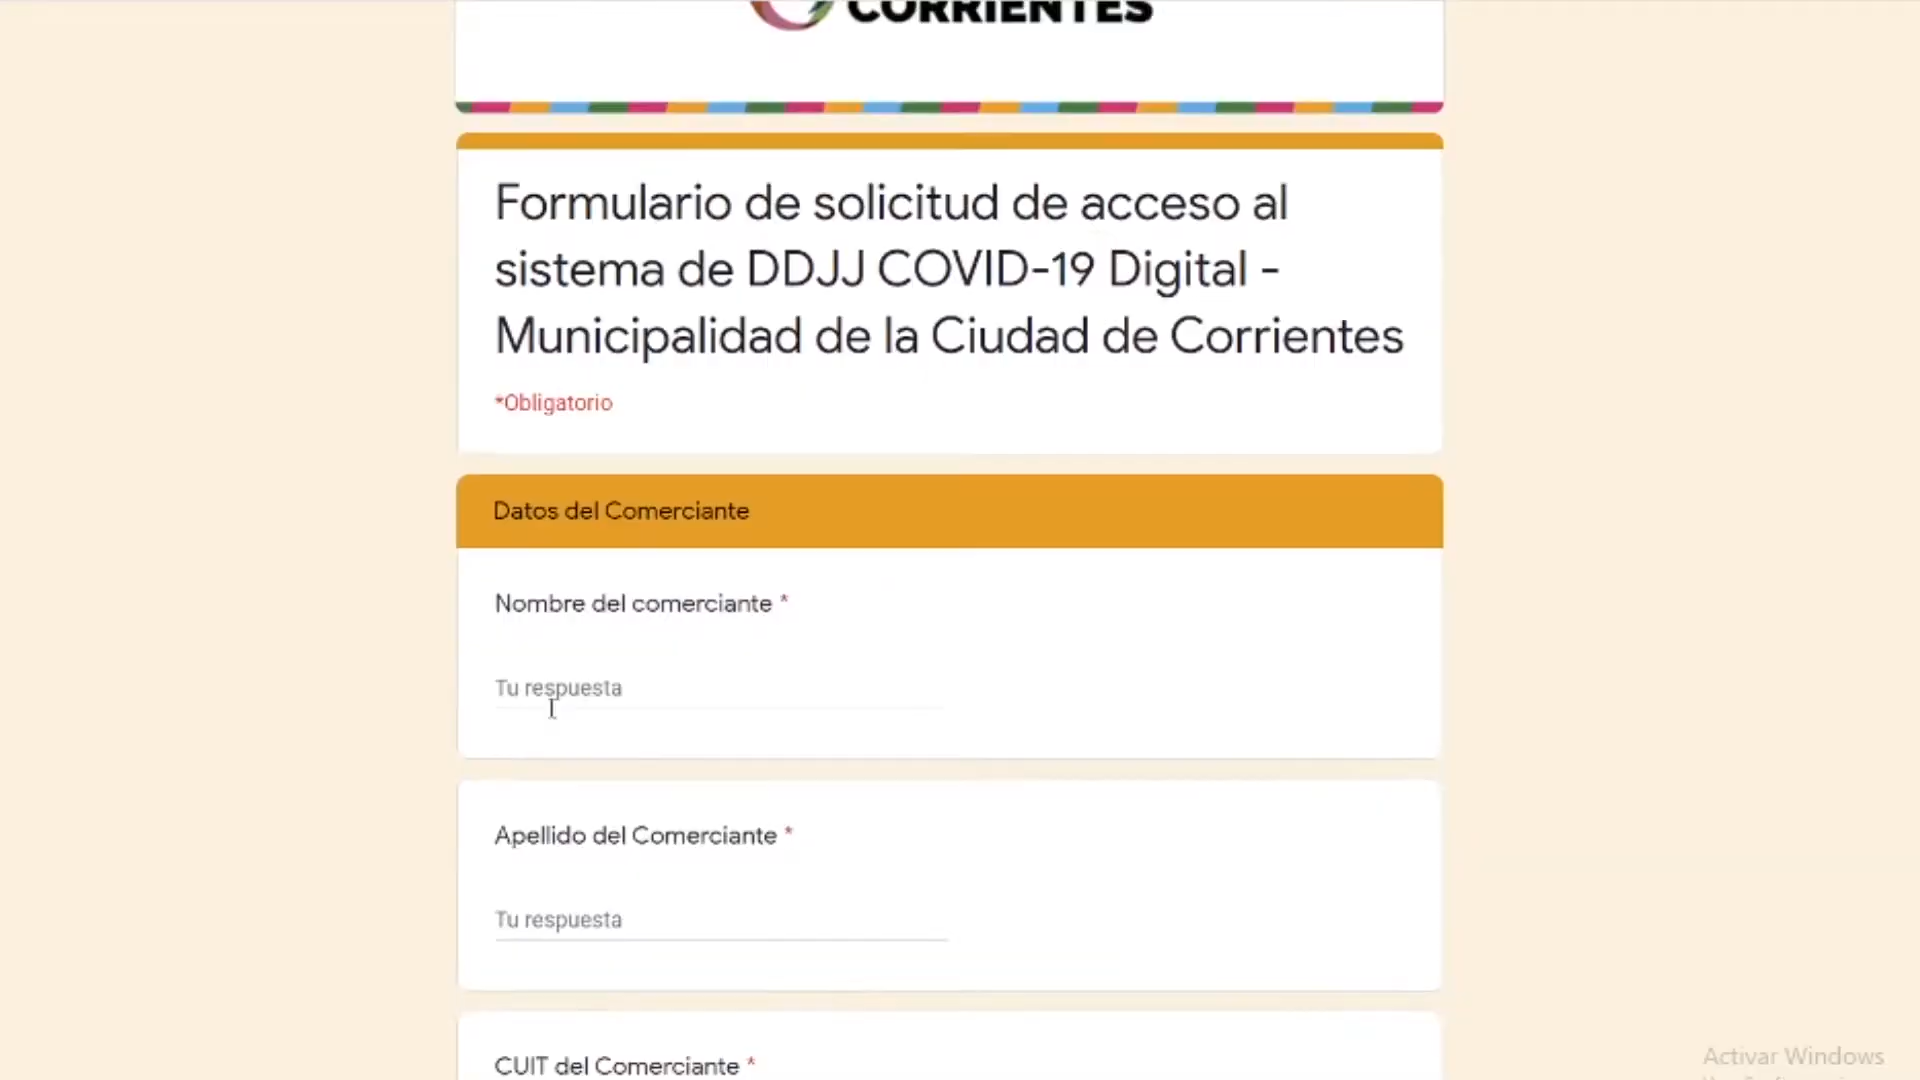 CORRIENTES
Formulario de solicitud de acceso al
sistema de DDJJ COVID-19 Digital -
Municipalidad de la Ciudad de Corrientes
*Obligatorio
Datos del Comerciante
Nombre del comerciante *
Tu respuesta
Apellido del Comerciante *
Tu respuesta
CUIT del Comerciante *
Activar Windows